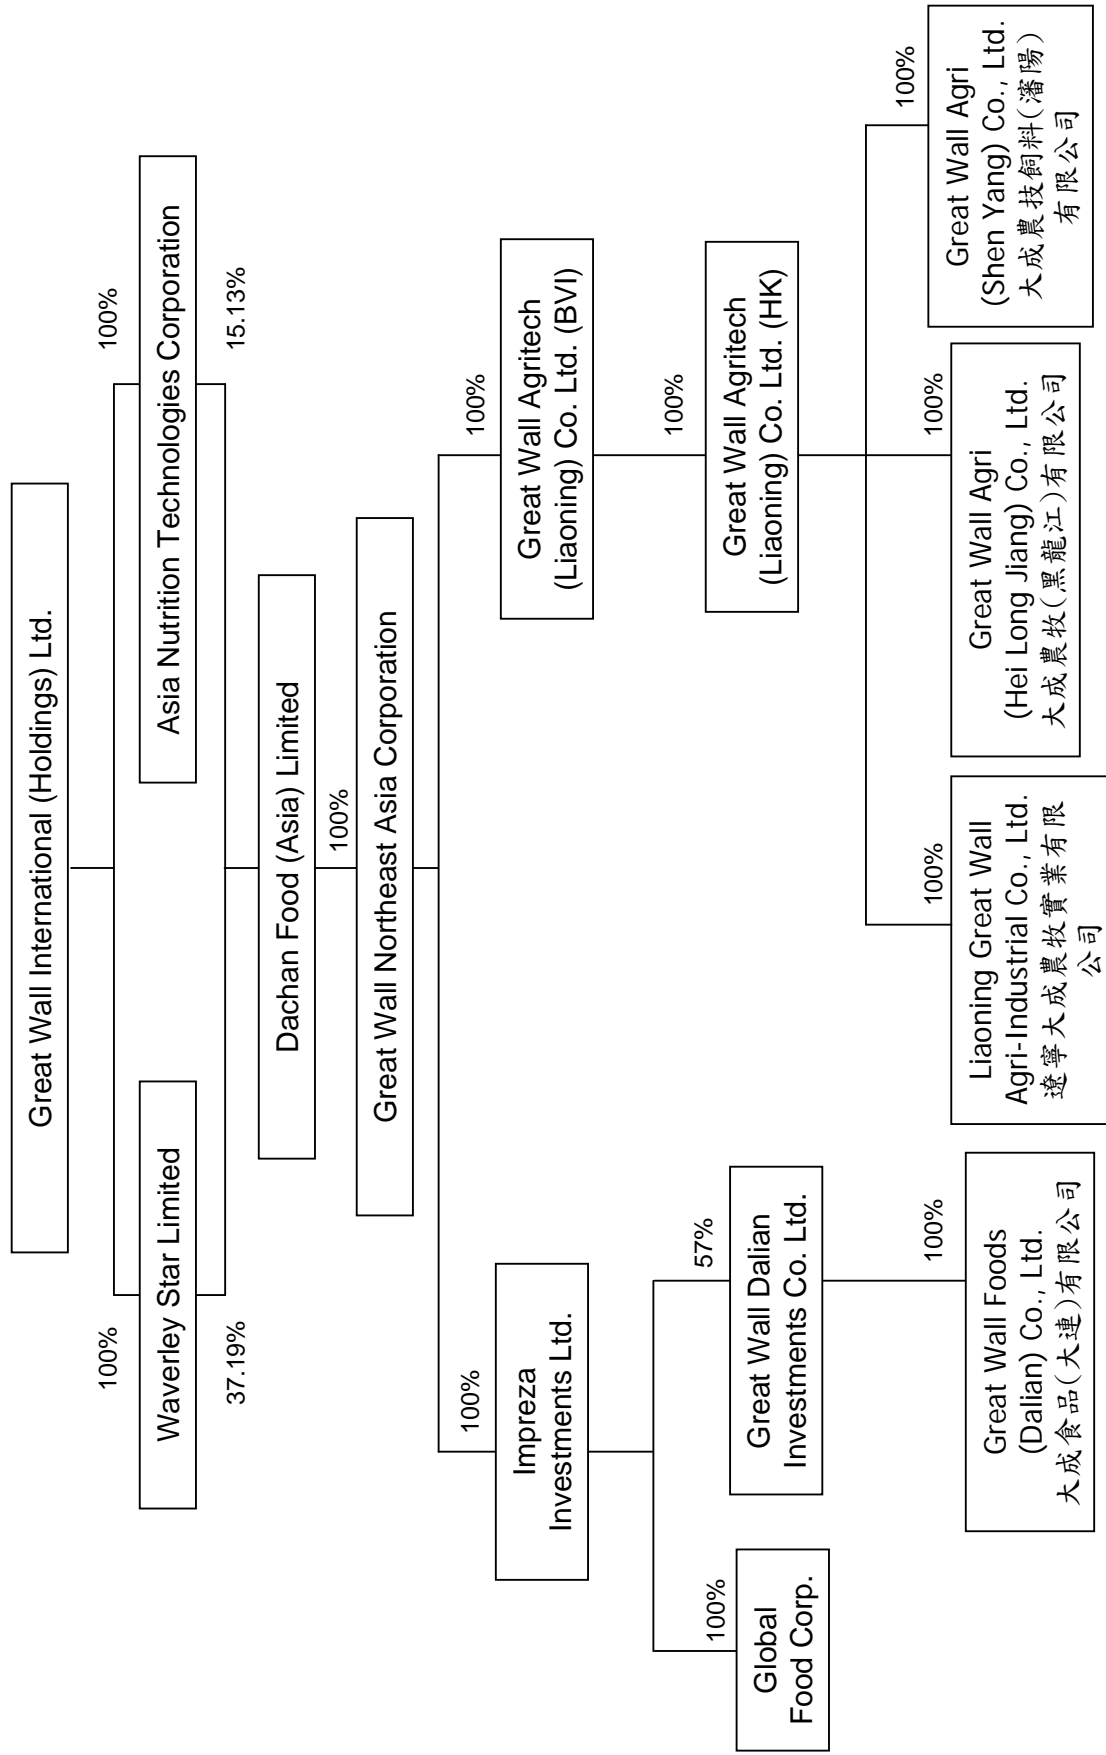 Great Wall International (Holdings) Ltd.
100%
100%
Waverley Star Limited
Asia Nutrition Technologies Corporation
37.19%
15.13%
Dachan Food (Asia) Limited
100%
Great Wall Northeast Asia Corporation
100%
100%
Impreza
Investments Ltd.
Great Wall Agritech
(Liaoning) Co. Ltd. (BVI)
100%
57%
100%
Global
Food Corp.
Great Wall Dalian
Investments Co. Ltd.
Great Wall Agritech
(Liaoning) Co. Ltd. (HK)
100%
100%
100%
100%
Great Wall Foods
(Dalian) Co., Ltd.
大成食品(大連)有限公司
Liaoning Great Wall
Agri-Industrial Co., Ltd.
遼寧大成農牧實業有限
公司
Great Wall Agri
(Hei Long Jiang) Co., Ltd.
大成農牧(黑龍江)有限公司
Great Wall Agri
(Shen Yang) Co., Ltd.
大成農技飼料(瀋陽)
有限公司